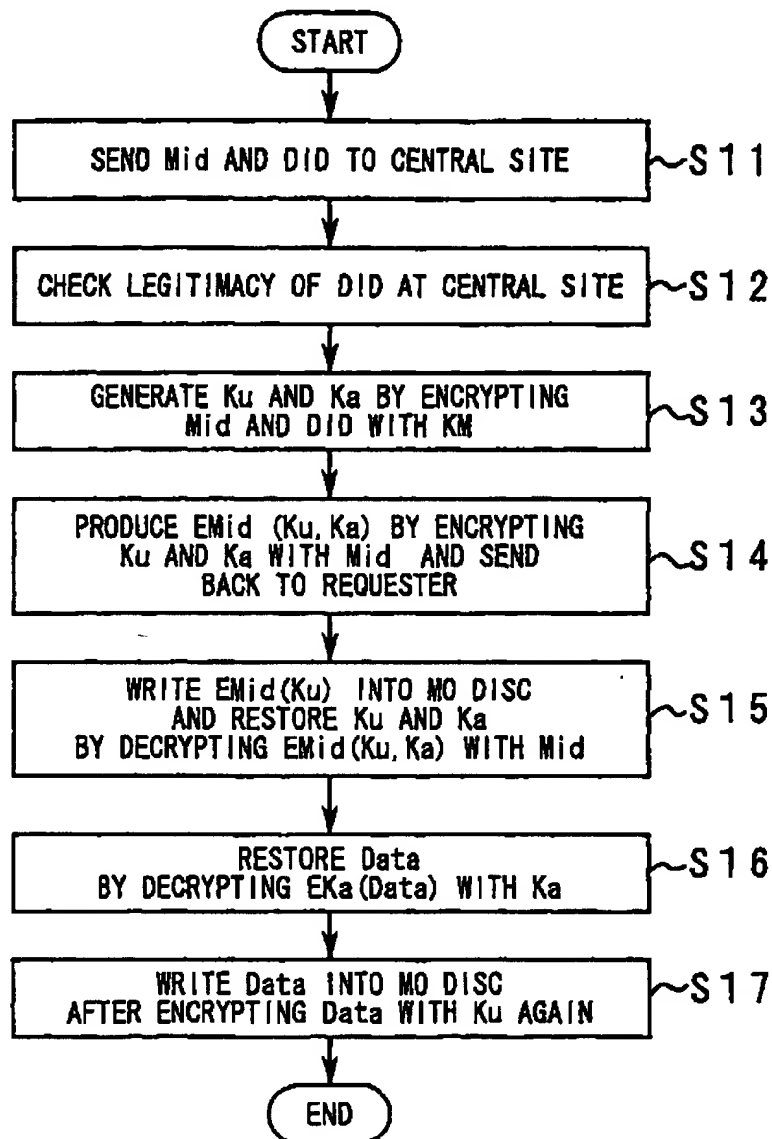 START
SEND Mid AND DID TO CENTRAL SITE
S11
CHECK LEGITIMACY OF DID AT CENTRAL SITE
S12
GENERATE Ku AND Ka BY ENCRYPTING
Mid AND DID WITH KM
S13
PRODUCE EMid (Ku,Ka) BY ENCRYPTING
Ku AND Ka WITH Mid AND SEND
BACK TO REQUESTER
S14
WRITE EMid(Ku) INTO MO DISC
AND RESTORE Ku AND Ka
BY DECRYPTING EMid(Ku,Ka) WITH Mid
S15
RESTORE Data
BY DECRYPTING EKa(Data) WITH Ka
S16
WRITE Data INTO MO DISC
AFTER ENCRYPTING Data WITH Ku AGAIN
S17
END